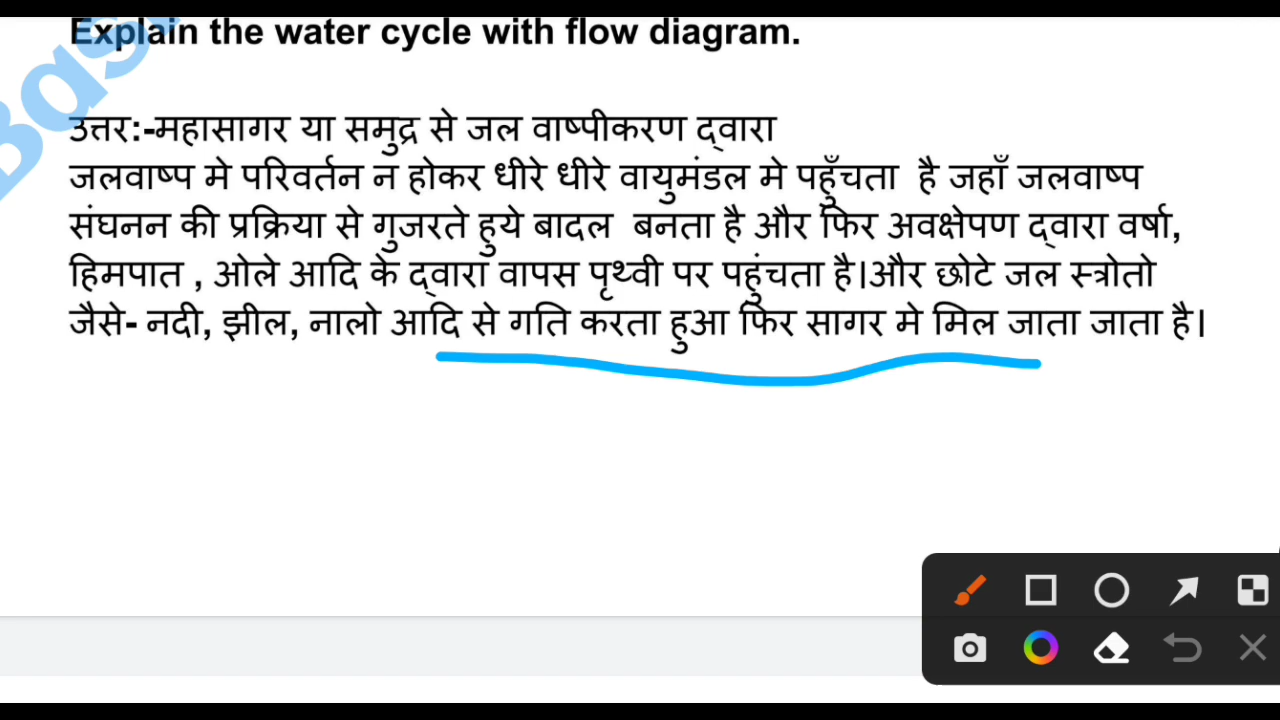 Explain the water cycle with flow diagram.
उत्तर:-महासागर या समुद्र से जल वाष्पीकरण द्वारा
जलवाष्प मे परिवर्तन न होकर धीरे धीरे वायुमंडल मे पहुँचता है जहाँ जलवाष्प
संघनन की प्रक्रिया से गुजरते हुये बादल बनता है और फिर अवक्षेपण द्वारा वर्षा,
हिमपात , ओले आदि के द्वारा वापस पृथ्वी पर पहुंचता है।और छोटे जल स्त्रोतो
जैसे- नदी, झील, नालो आदि से गति करता हुआ फिर सागर मे मिल जाता जाता है।